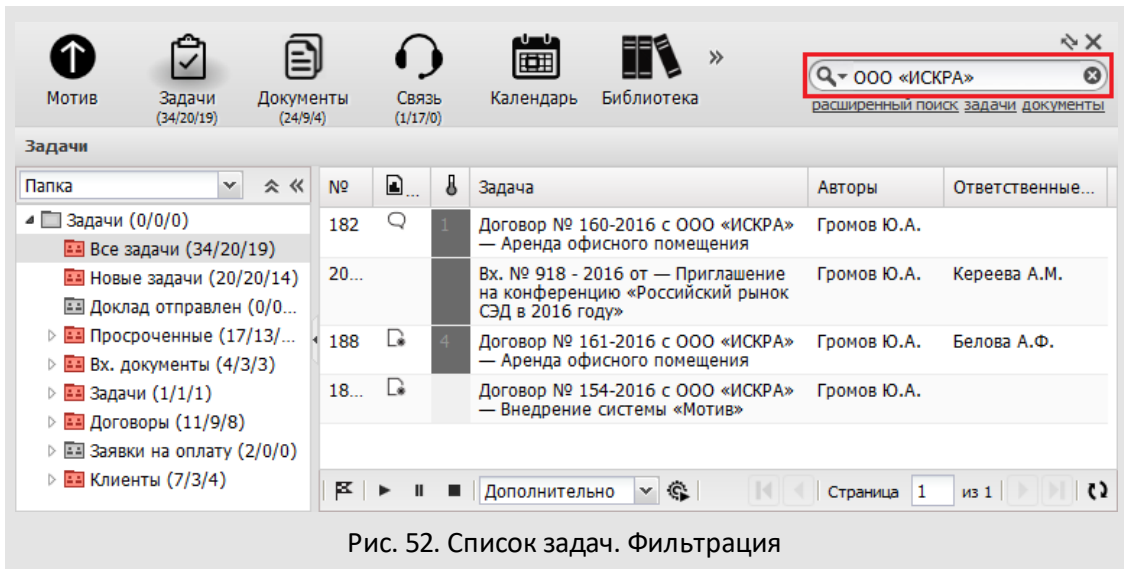 Мотив
Задачи
(34/20/19)
Документы
(24/9/4)
Связь
(1/17/0)
Календарь
Библиотека
»
ООО «ИСКРА»
расширенный поиск задачи документы
Задачи
Папка
Задачи (0/0/0)
Все задачи (34/20/19)
Новые задачи (20/20/14)
Доклад отправлен (0/0...
Просроченные (17/13/...
Вх. документы (4/3/3)
Задачи (1/1/1)
Договоры (11/9/8)
Заявки на оплату (2/0/0)
Клиенты (7/3/4)
№ ... Задача Авторы Ответственные...
182 1 Договор № 160-2016 с ООО «ИСКРА» Громов Ю.А.
— Аренда офисного помещения
20... Вх. № 918 - 2016 от — Приглашение Громов Ю.А. Кереева А.М.
на конференцию «Российский рынок
СЭД в 2016 году»
188 4 Договор № 161-2016 с ООО «ИСКРА» Громов Ю.А. Белова А.Ф.
— Аренда офисного помещения
18... Договор № 154-2016 с ООО «ИСКРА» Громов Ю.А.
— Внедрение системы «Мотив»
Дополнительно Страница 1 из 1
Рис. 52. Список задач. Фильтрация